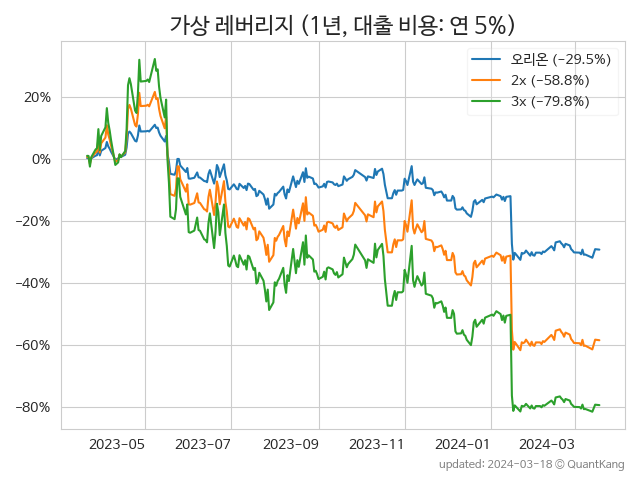 가상 레버리지 (1년, 대출 비용: 연 5%)
오리온 (−29.5%)
2x (−58.8%)
3x (−79.8%)
20%
0%
−20%
−40%
−60%
−80%
2023-05 2023-07 2023-09 2023-11 2024-01 2024-03
updated: 2024-03-18 © QuantKang